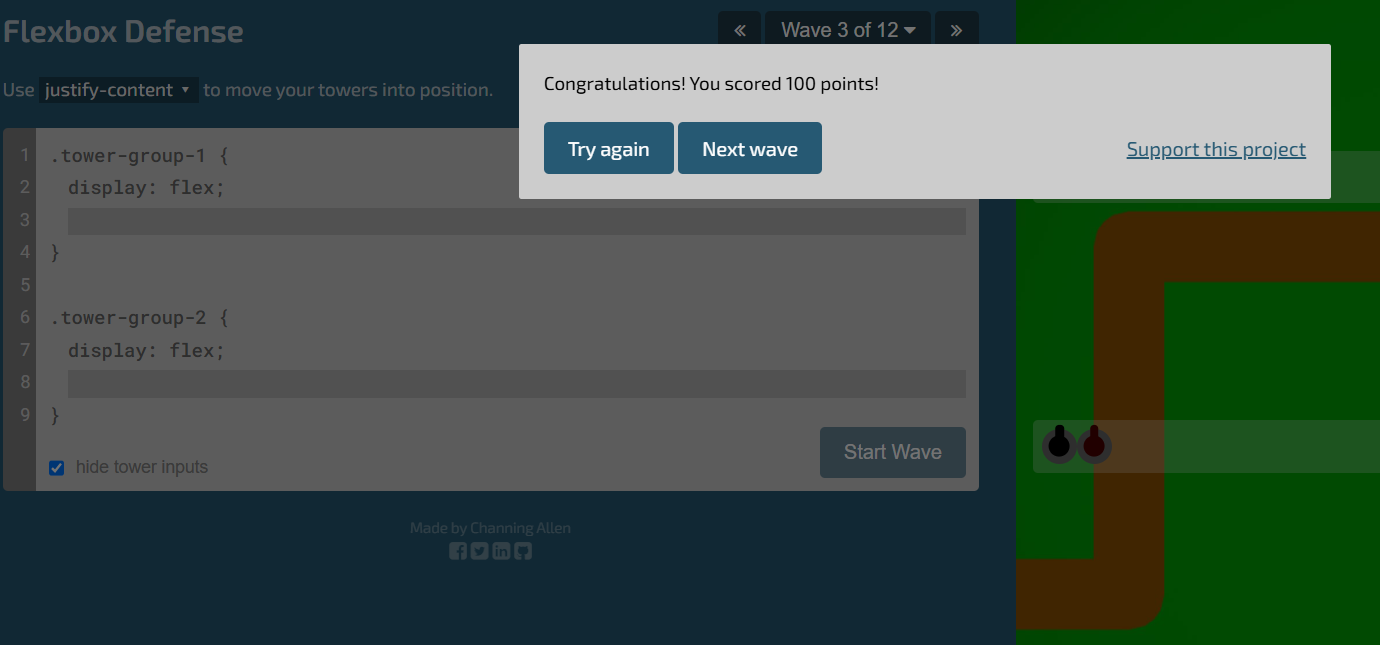 Flexbox Defense
« Wave 3 of 12 »
Congratulations! You scored 100 points!
Use justify-content to move your towers into position.
Try again Next wave Support this project
1 .tower-group-1 {
2 display: flex;
3
4 }
5
6 .tower-group-2 {
7 display: flex;
8
9 }
hide tower inputs Start Wave
Made by Channing Allen